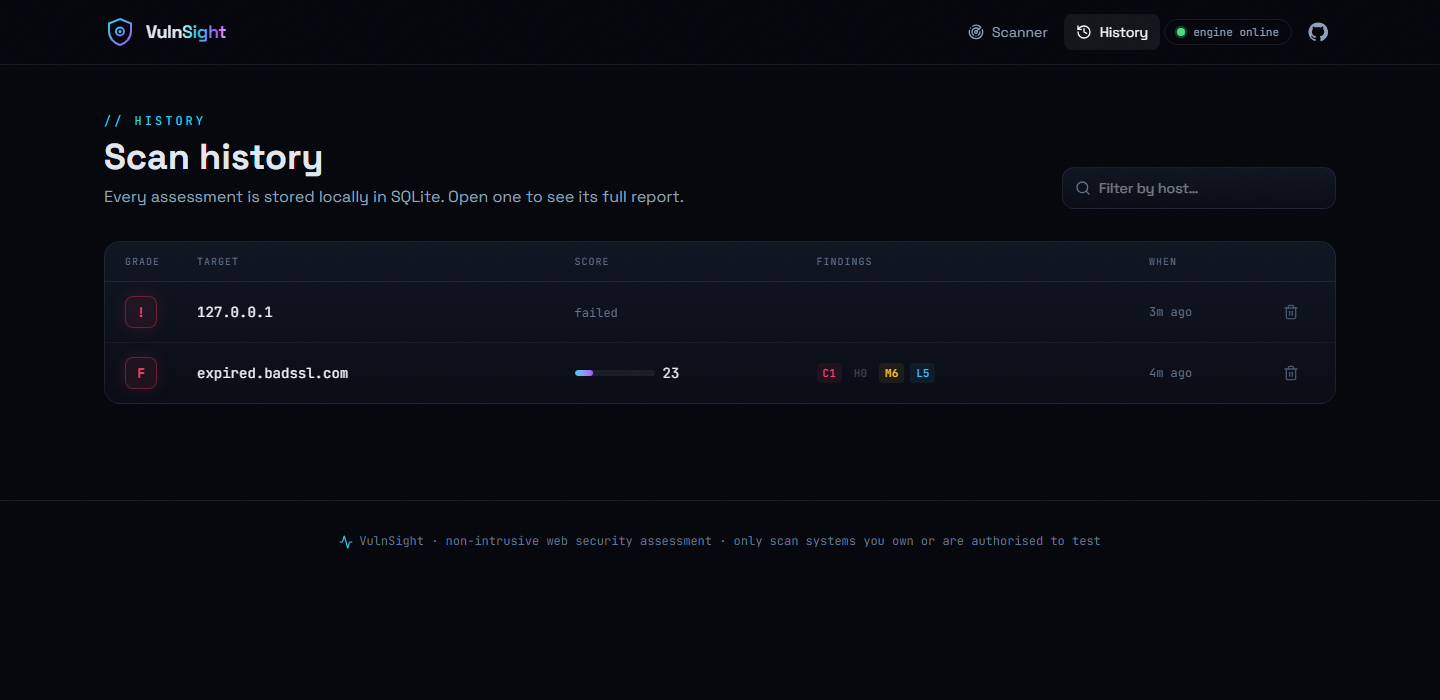 VulnSight
Scanner
History
engine online
// HISTORY
Scan history
Every assessment is stored locally in SQLite. Open one to see its full report.
Filter by host...
GRADE TARGET SCORE FINDINGS WHEN
! 127.0.0.1 failed 3m ago
F expired.badssl.com 23 C1 H0 M6 L5 4m ago
VulnSight · non-intrusive web security assessment · only scan systems you own or are authorised to test